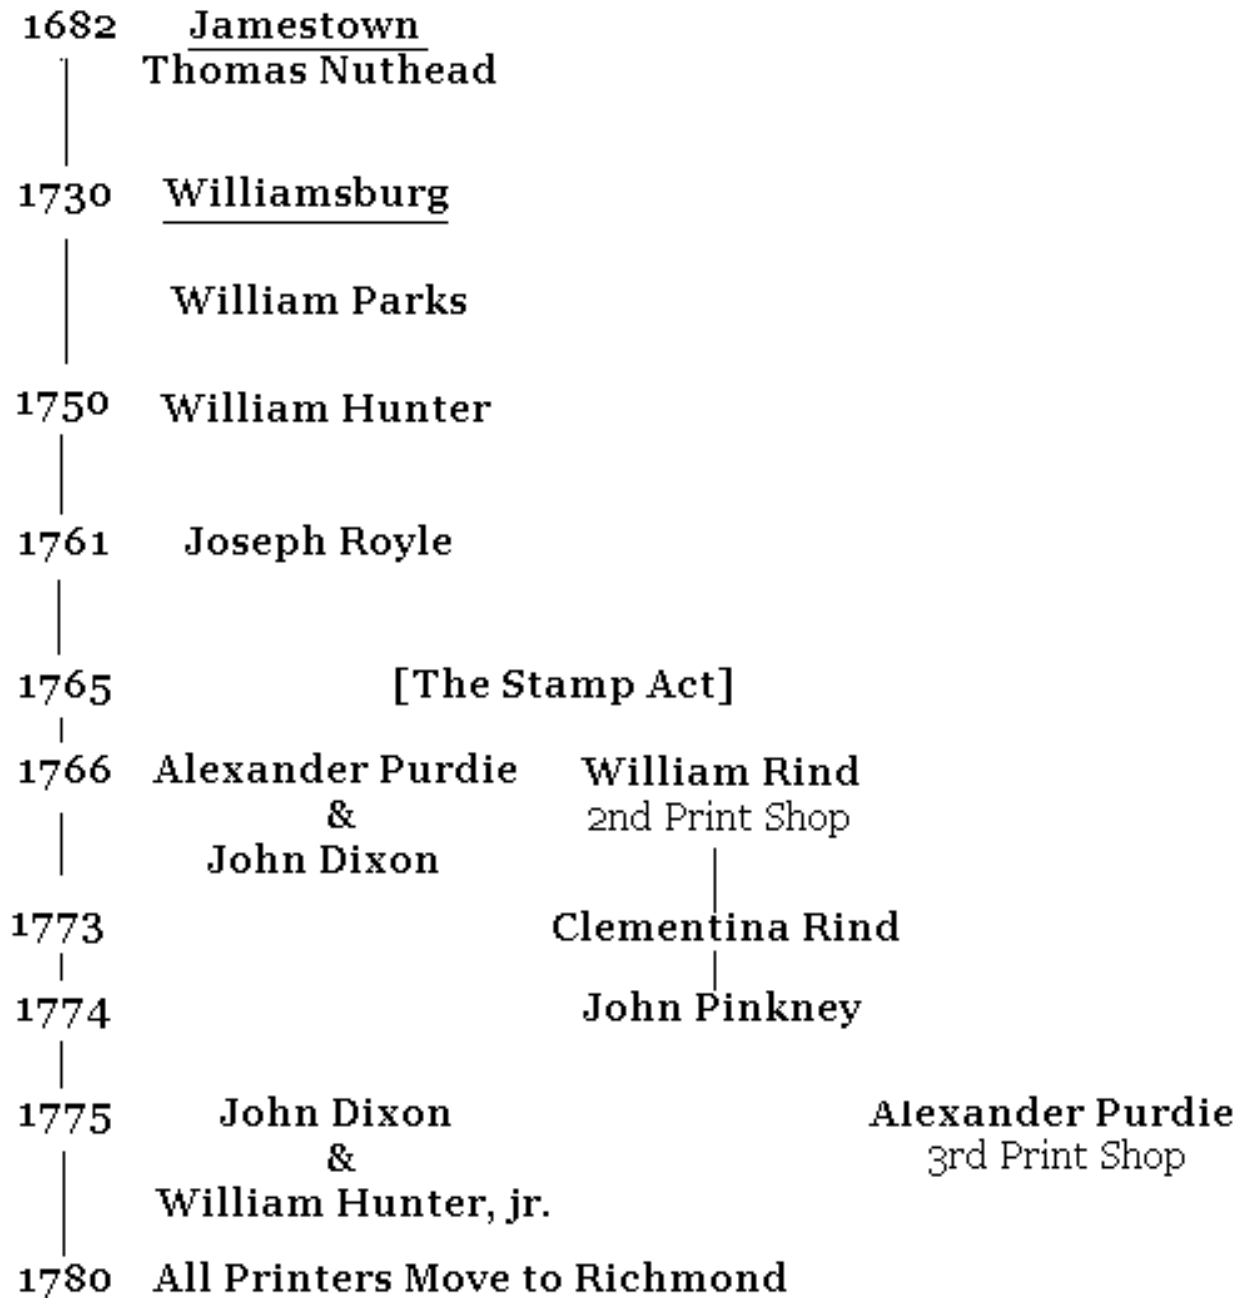 1682 Jamestown
Thomas Nuthead
1730 Williamsburg
William Parks
1750 William Hunter
1761 Joseph Royle
1765 [The Stamp Act]
1766 Alexander Purdie William Rind
& 2nd Print Shop
John Dixon
1773 Clementina Rind
1774 John Pinkney
1775 John Dixon Alexander Purdie
& 3rd Print Shop
William Hunter, jr.
1780 All Printers Move to Richmond